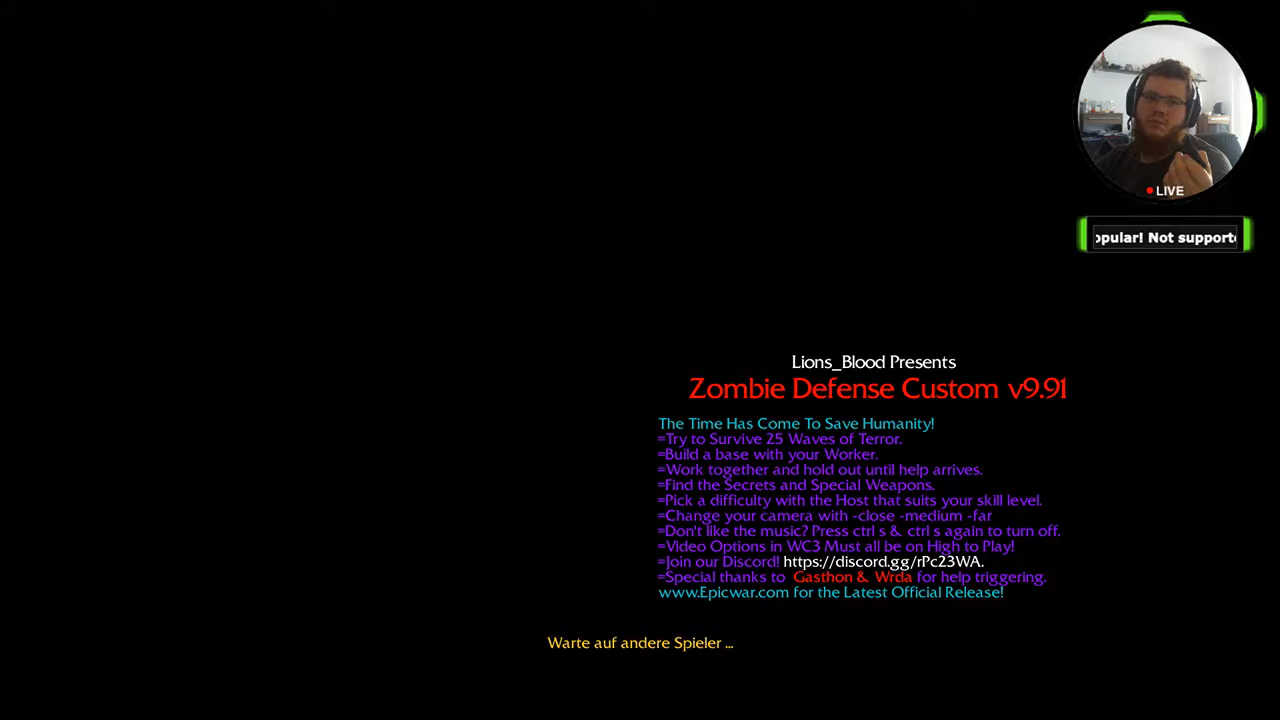 LIVE
opular! Not supporte
Lions_Blood Presents
Zombie Defense Custom v9.91
The Time Has Come To Save Humanity!
=Try to Survive 25 Waves of Terror.
=Build a base with your Worker.
=Work together and hold out until help arrives.
=Find the Secrets and Special Weapons.
=Pick a difficulty with the Host that suits your skill level.
=Change your camera with -close -medium -far
=Don't like the music? Press ctrl s & ctrl s again to turn off.
=Video Options in WC3 Must all be on High to Play!
=Join our Discord! https://discord.gg/rPc23WA.
=Special thanks to Gasthon & Wrda for help triggering.
www.Epicwar.com for the Latest Official Release!
Warte auf andere Spieler ...